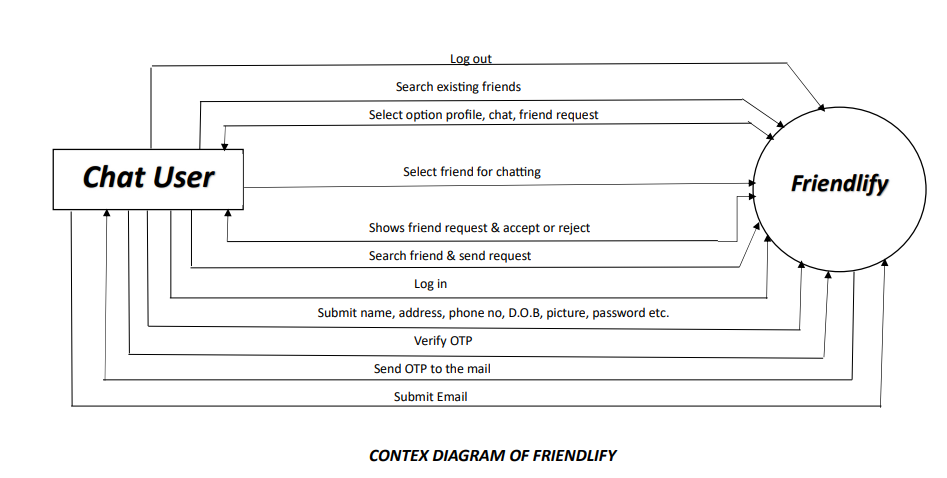 Log out
Search existing friends
Select option profile, chat, friend request
Chat User
Select friend for chatting
Friendlify
Shows friend request & accept or reject
Search friend & send request
Log in
Submit name, address, phone no, D.O.B, picture, password etc.
Verify OTP
Send OTP to the mail
Submit Email
CONTEX DIAGRAM OF FRIENDLIFY